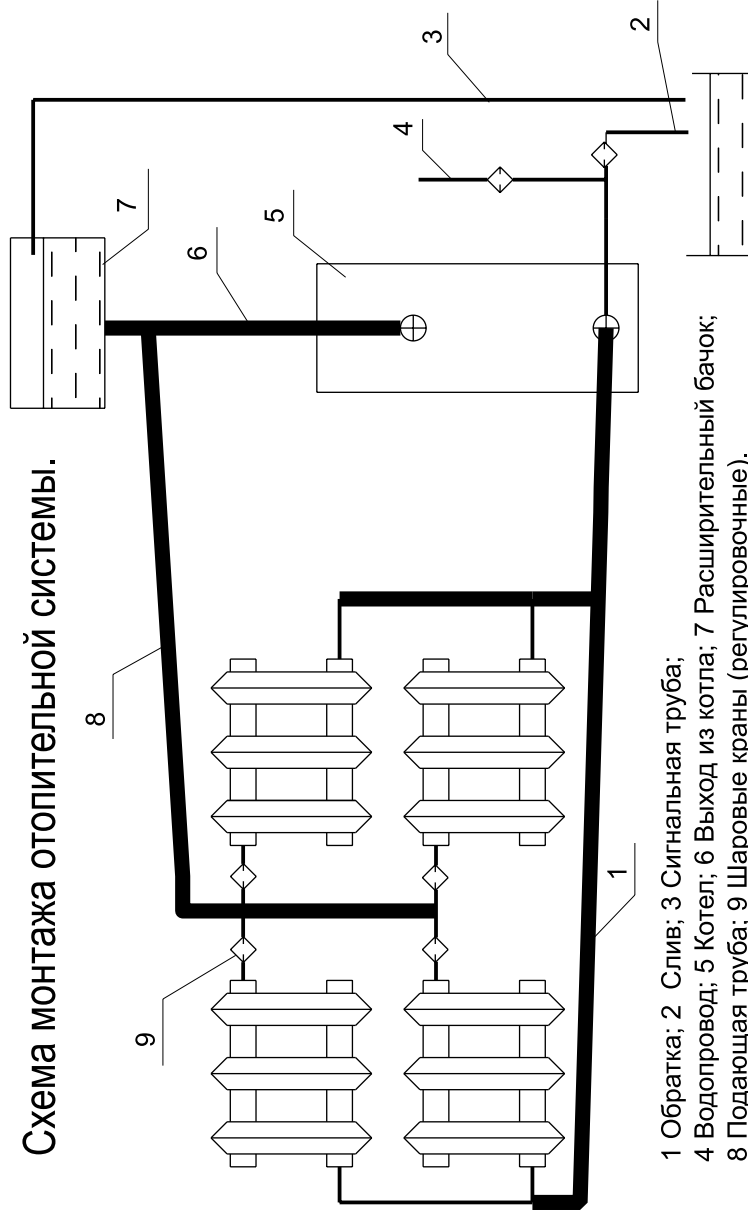 Схема монтажа отопительной системы.
9
8
7
6
5
4
3
2
1
1 Обратка; 2 Слив; 3 Сигнальная труба;
4 Водопровод; 5 Котел; 6 Выход из котла; 7 Расширительный бачок;
8 Подающая труба; 9 Шаровые краны (регулировочные).